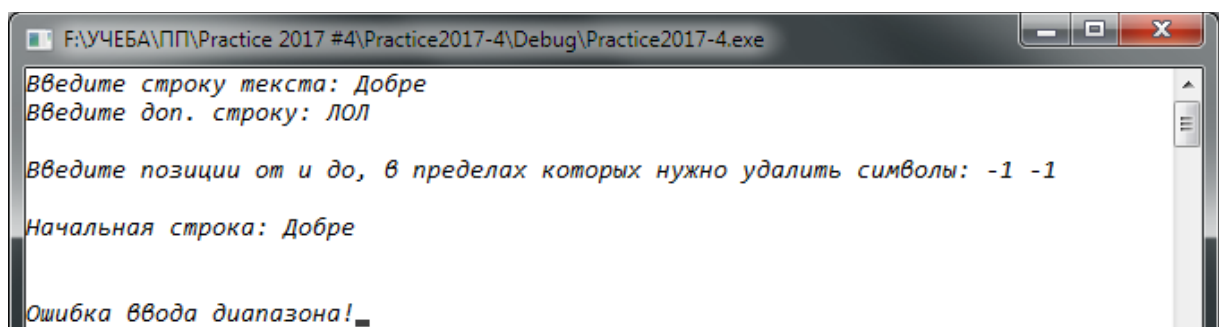 F:\УЧЕБА\ПП\Practice 2017 #4\Practice2017-4\Debug\Practice2017-4.exe
Введите строку текста: Добре
Введите доп. строку: ЛОЛ
Введите позиции от и до, в пределах которых нужно удалить символы: -1 -1
Начальная строка: Добре
Ошибка ввода диапазона!